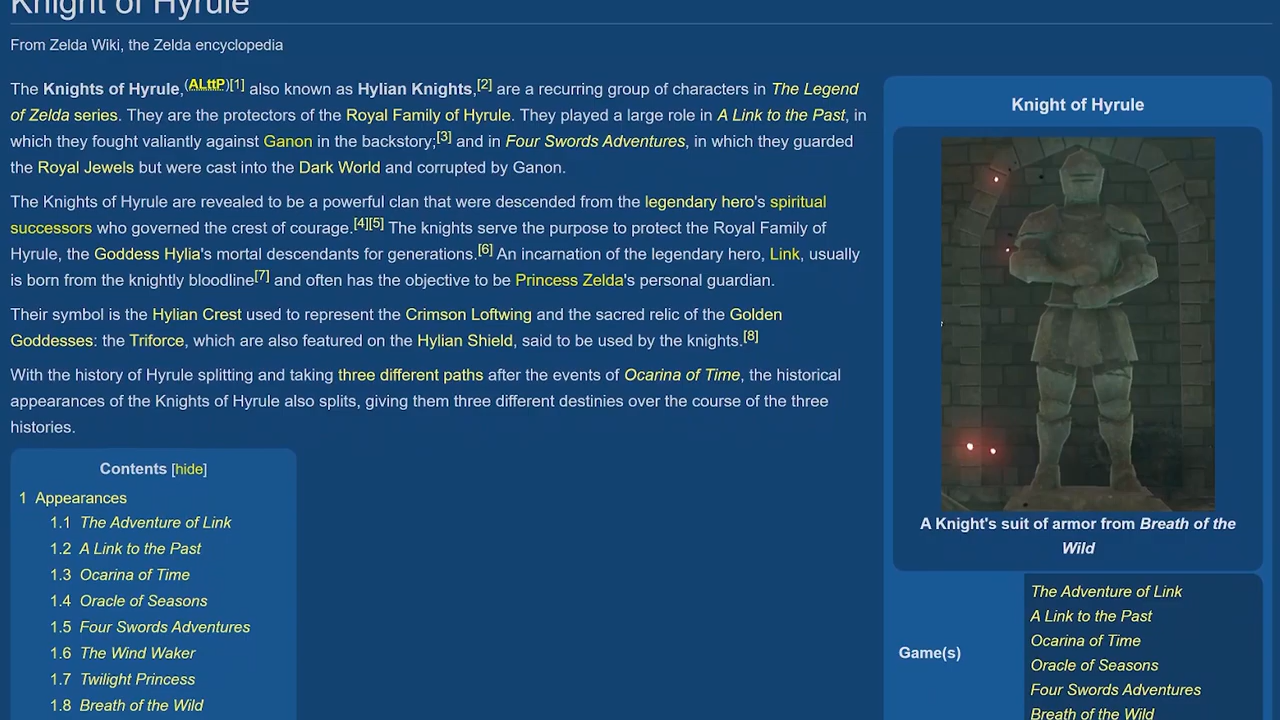 Knight of Hyrule
From Zelda Wiki, the Zelda encyclopedia
The Knights of Hyrule,(ALttP)[1] also known as Hylian Knights,[2] are a recurring group of characters in The Legend
of Zelda series. They are the protectors of the Royal Family of Hyrule. They played a large role in A Link to the Past, in
which they fought valiantly against Ganon in the backstory;[3] and in Four Swords Adventures, in which they guarded
the Royal Jewels but were cast into the Dark World and corrupted by Ganon.
The Knights of Hyrule are revealed to be a powerful clan that were descended from the legendary hero's spiritual
successors who governed the crest of courage.[4][5] The knights serve the purpose to protect the Royal Family of
Hyrule, the Goddess Hylia's mortal descendants for generations.[6] An incarnation of the legendary hero, Link, usually
is born from the knightly bloodline[7] and often has the objective to be Princess Zelda's personal guardian.
Their symbol is the Hylian Crest used to represent the Crimson Loftwing and the sacred relic of the Golden
Goddesses: the Triforce, which are also featured on the Hylian Shield, said to be used by the knights.[8]
With the history of Hyrule splitting and taking three different paths after the events of Ocarina of Time, the historical
appearances of the Knights of Hyrule also splits, giving them three different destinies over the course of the three
histories.
Contents [hide]
1 Appearances
1.1 The Adventure of Link
1.2 A Link to the Past
1.3 Ocarina of Time
1.4 Oracle of Seasons
1.5 Four Swords Adventures
1.6 The Wind Waker
1.7 Twilight Princess
1.8 Breath of the Wild
Knight of Hyrule
A Knight's suit of armor from Breath of the
Wild
Game(s)
The Adventure of Link
A Link to the Past
Ocarina of Time
Oracle of Seasons
Four Swords Adventures
Breath of the Wild